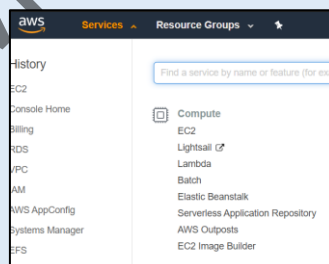 aws Services Resource Groups
History
EC2
Console Home
Billing
RDS
VPC
IAM
AWS AppConfig
Systems Manager
EFS
Find a service by name or feature (for ex
Compute
EC2
Lightsail
Lambda
Batch
Elastic Beanstalk
Serverless Application Repository
AWS Outposts
EC2 Image Builder